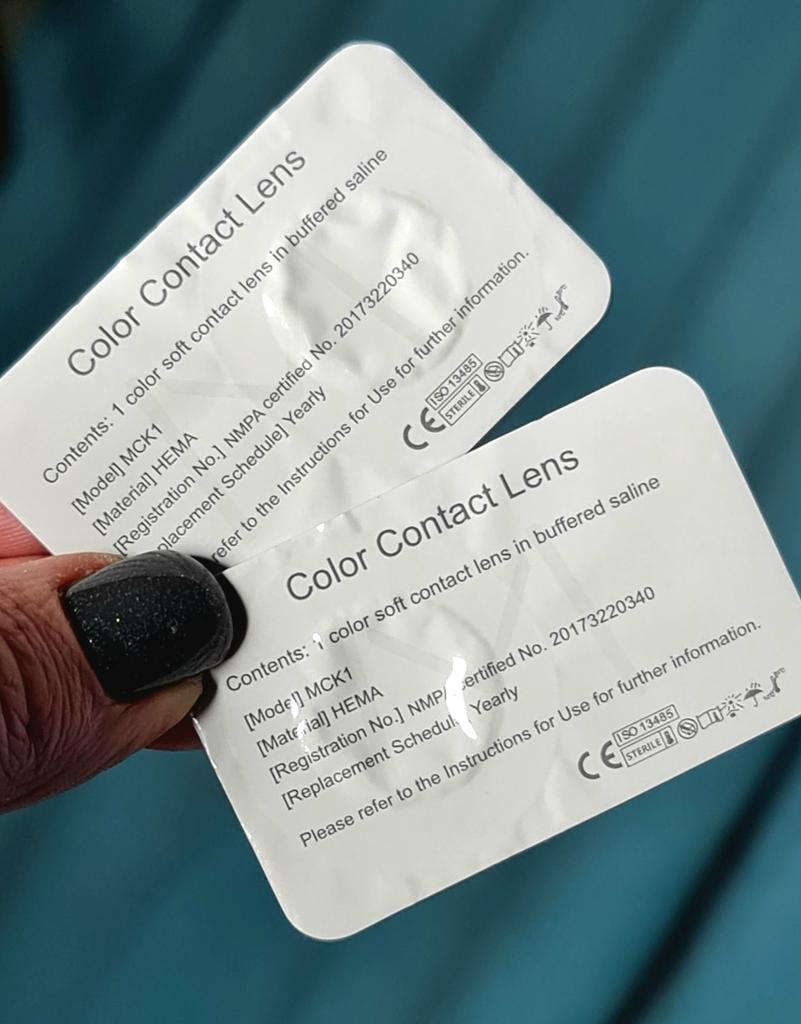 Color Contact Lens
Contents: 1 color soft contact lens in buffered saline
[Model] MCK1
[Material] HEMA
[Registration No.] NMPA certified No. 20173220340
placement Schedule] Yearly
refer to the Instructions for Use for further information.
CE
ISO 13485
STERILE
Color Contact Lens
Contents: 1 color soft contact lens in buffered saline
[Model] MCK1
[Material] HEMA
[Registration No.] NMPA certified No. 20173220340
[Replacement Schedule Yearly
Please refer to the Instructions for Use for further information.
CE
ISO 13485
STERILE